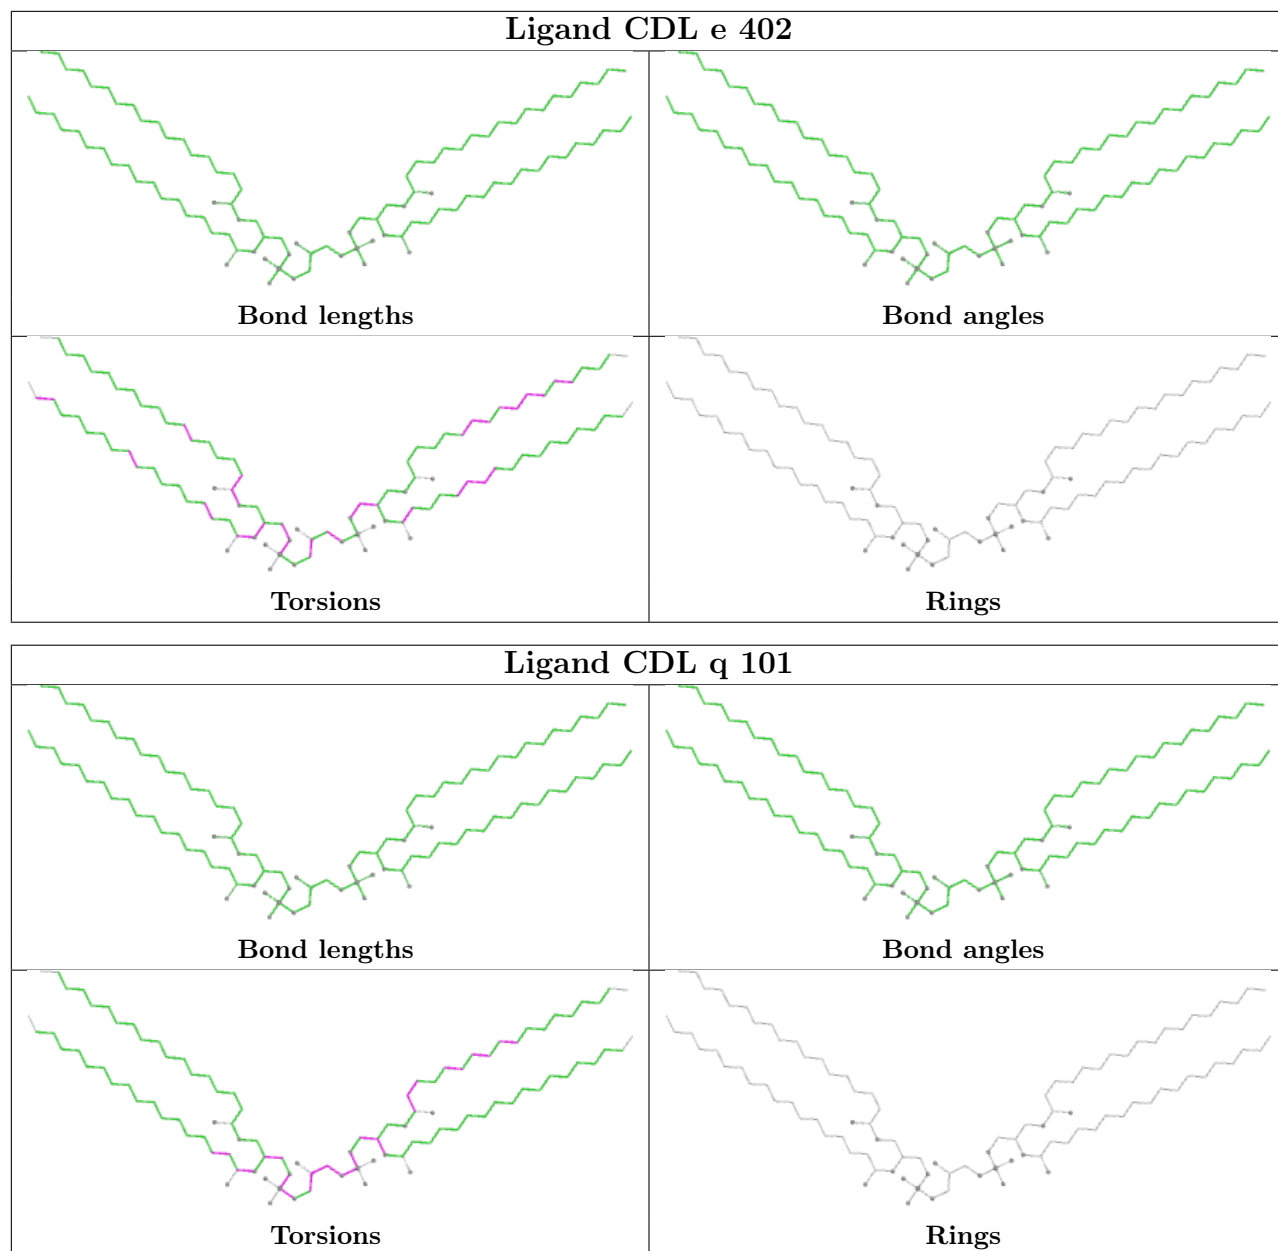 Ligand CDL e 402
Bond lengths
Bond angles
Torsions
Rings
Ligand CDL q 101
Bond lengths
Bond angles
Torsions
Rings